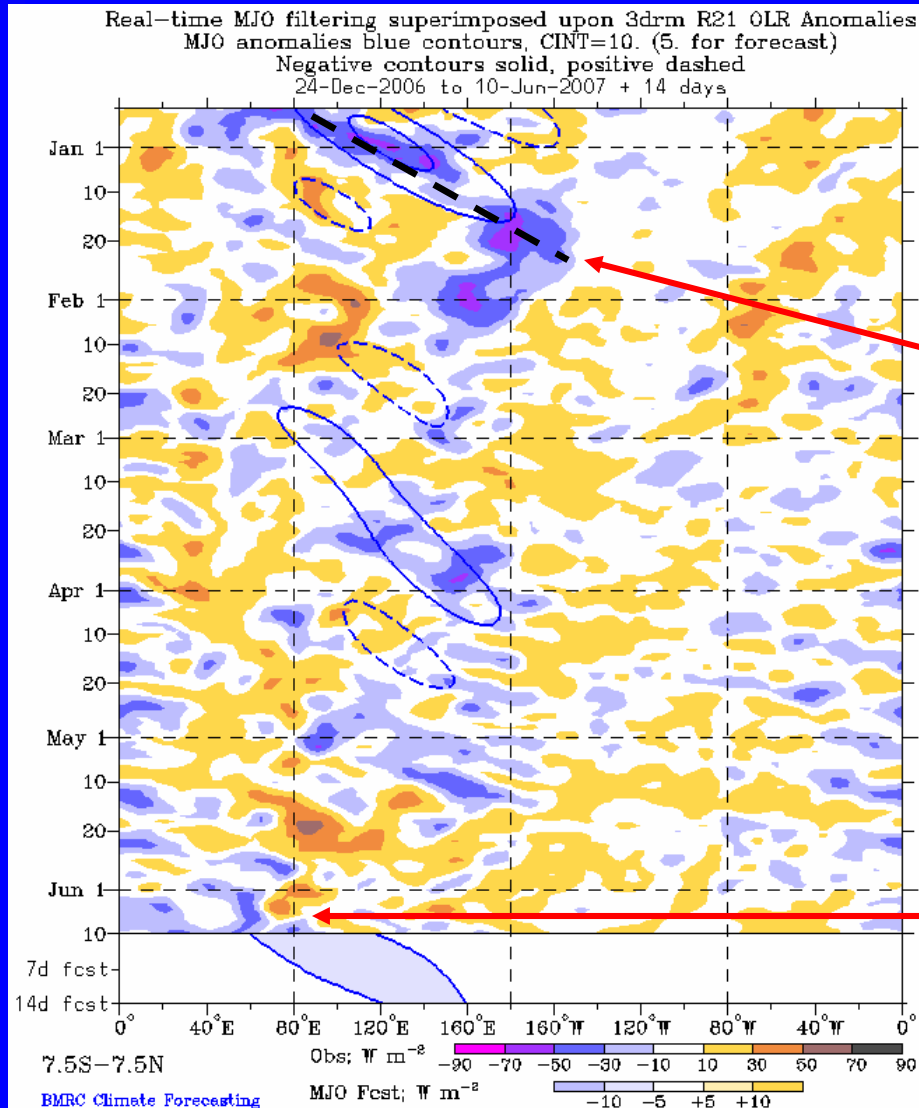 Real-time MJO filtering superimposed upon 3drm R21 OLR Anomalies
MJO anomalies blue contours, CINT=10. (5. for forecast)
Negative contours solid, positive dashed
24-Dec-2006 to 10-Jun-2007 + 14 days
Jan 1
10
20
Feb 1
10
20
Mar 1
10
20
Apr 1
10
20
May 1
10
20
Jun 1
10
7d fcst
14d fcst
0° 40°E 80°E 120°E 160°E 160°W 120°W 80°W 40°W 0°
7.5S-7.5N
Obs; W m⁻²
-90 -70 -50 -30 -10 10 30 50 70 90
MJO Fcst; W m⁻²
-10 -5 +5 +10
BMRC Climate Forecasting